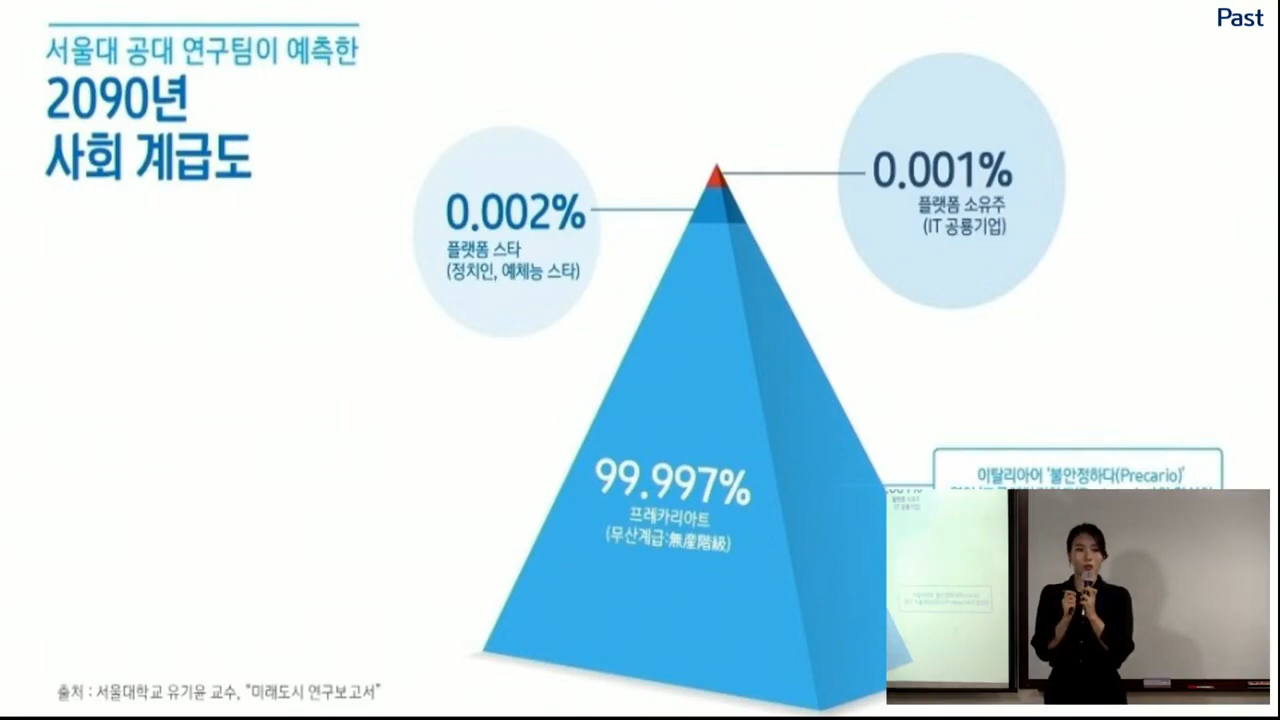 Past
서울대 공대 연구팀이 예측한
2090년
사회 계급도
0.001%
플랫폼 소유주
(IT 공룡기업)
0.002%
플랫폼 스타
(정치인, 예체능 스타)
99.997%
프레카리아트
(무산계급:無産階級)
이탈리아어 '불안정하다(Precario)'
출처 : 서울대학교 유기윤 교수, "미래도시 연구보고서"